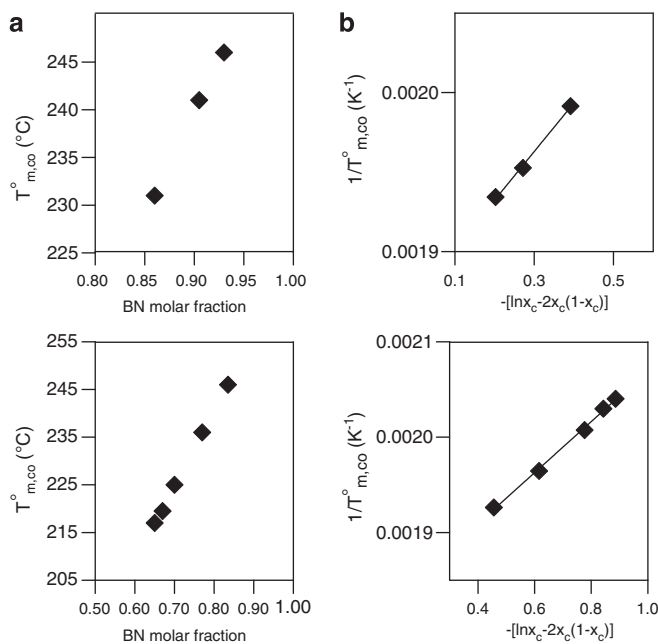 a
245
240
235
230
225
T°m,co (°C)
0.80 0.85 0.90 0.95 1.00
BN molar fraction
b
0.0020
0.0019
1/T°m,co (K-1)
0.1 0.3 0.5
-[lnxc-2xc(1-xc)]
255
245
235
225
215
205
T°m,co (°C)
0.50 0.60 0.70 0.80 0.90 1.00
1.00
BN molar fraction
0.0021
0.0020
0.0019
1/T°m,co (K-1)
0.4 0.6 0.8 1.0
-[lnxc-2xc(1-xc)]